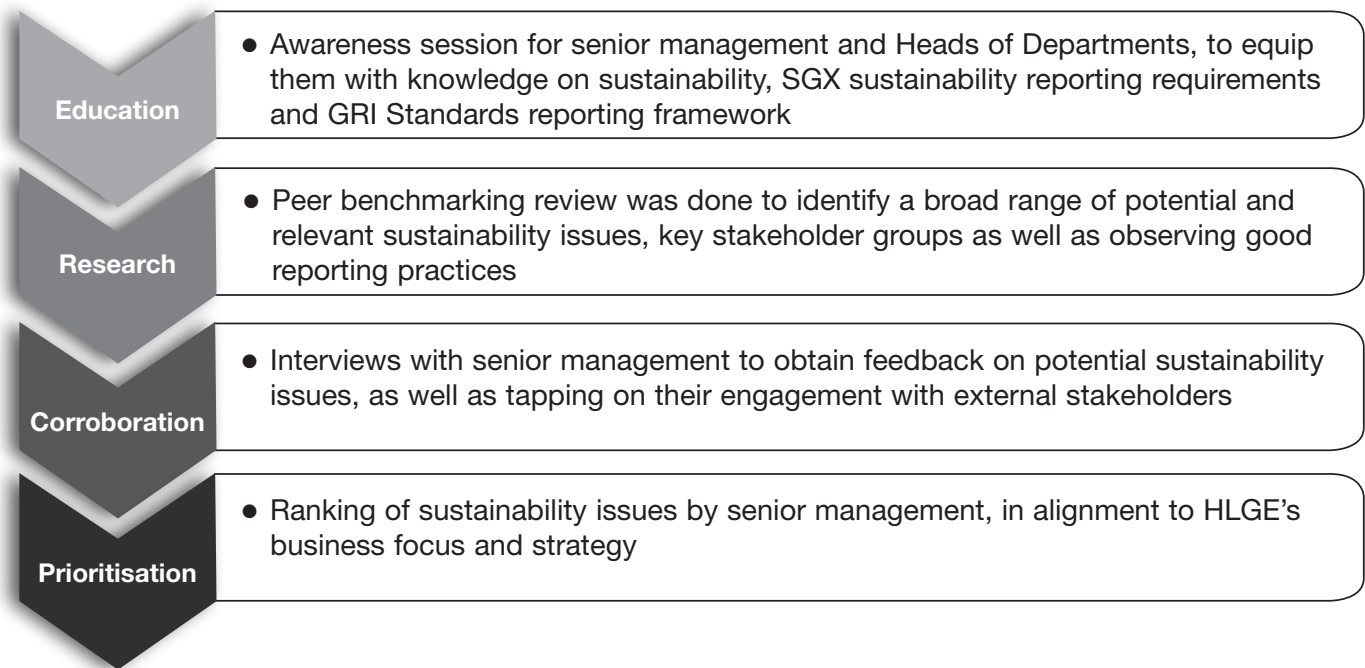 Education
● Awareness session for senior management and Heads of Departments, to equip
them with knowledge on sustainability, SGX sustainability reporting requirements
and GRI Standards reporting framework
Research
● Peer benchmarking review was done to identify a broad range of potential and
relevant sustainability issues, key stakeholder groups as well as observing good
reporting practices
Corroboration
● Interviews with senior management to obtain feedback on potential sustainability
issues, as well as tapping on their engagement with external stakeholders
Prioritisation
● Ranking of sustainability issues by senior management, in alignment to HLGE’s
business focus and strategy